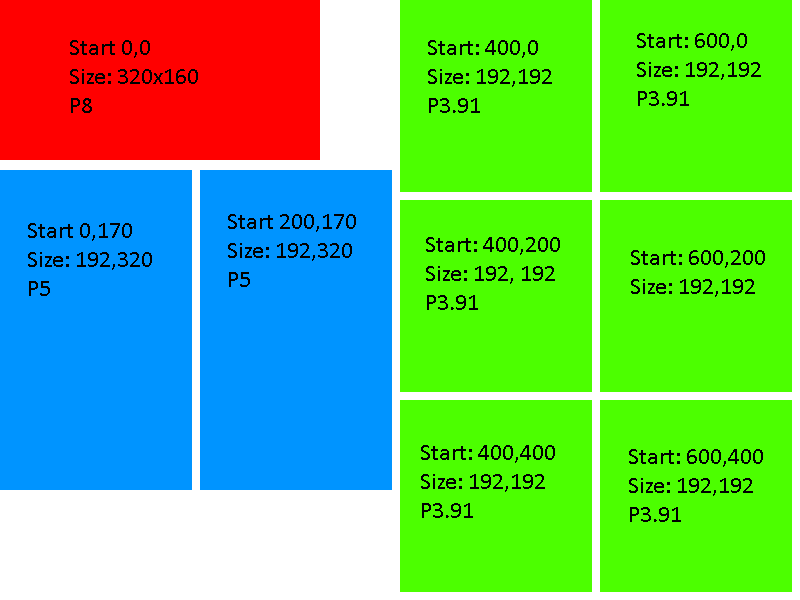 Start 0,0
Size: 320x160
P8
Start: 400,0
Size: 192,192
P3.91
Start: 600,0
Size: 192,192
P3.91
Start 0,170
Size: 192,320
P5
Start 200,170
Size: 192,320
P5
Start: 400,200
Size: 192, 192
P3.91
Start: 600,200
Size: 192,192
Start: 400,400
Size: 192,192
P3.91
Start: 600,400
Size: 192,192
P3.91